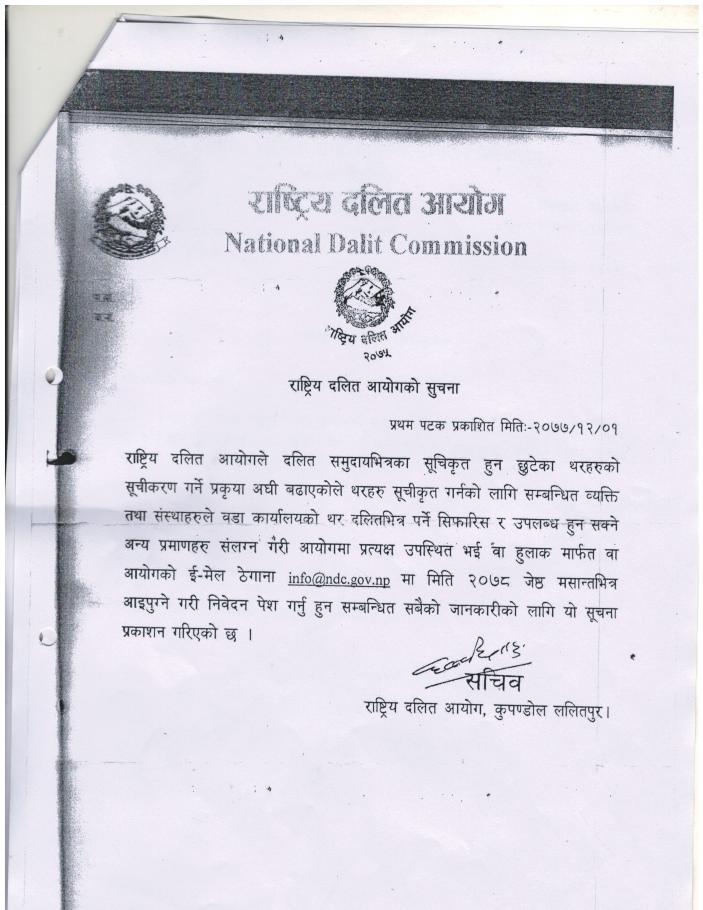 राष्ट्रिय दलित आयोग
National Dalit Commission
राष्ट्रिय दलित आयोग
२०७५
राष्ट्रिय दलित आयोगको सुचना
प्रथम पटक प्रकाशित मितिः-२०७७/१२/०१
राष्ट्रिय दलित आयोगले दलित समुदायभित्रका सूचिकृत हुन छुटेका थरहरुको
सूचीकरण गर्ने प्रकृया अघी बढाएकोले थरहरु सूचीकृत गर्नको लागि सम्बन्धित व्यक्ति
तथा संस्थाहरुले वडा कार्यालयको थर दलितभित्र पर्ने सिफारिस र उपलब्ध हुन सक्ने
अन्य प्रमाणहरु संलग्न गरी आयोगमा प्रत्यक्ष उपस्थित भई वा हुलाक मार्फत वा
आयोगको ई-मेल ठेगाना info@ndc.gov.np मा मिति २०७८ जेष्ठ मसान्तभित्र
आइपुग्ने गरी निवेदन पेश गर्नु हुन सम्बन्धित सबैको जानकारीको लागि यो सूचना
प्रकाशन गरिएको छ ।
सचिव
राष्ट्रिय दलित आयोग, कुपण्डोल ललितपुर।